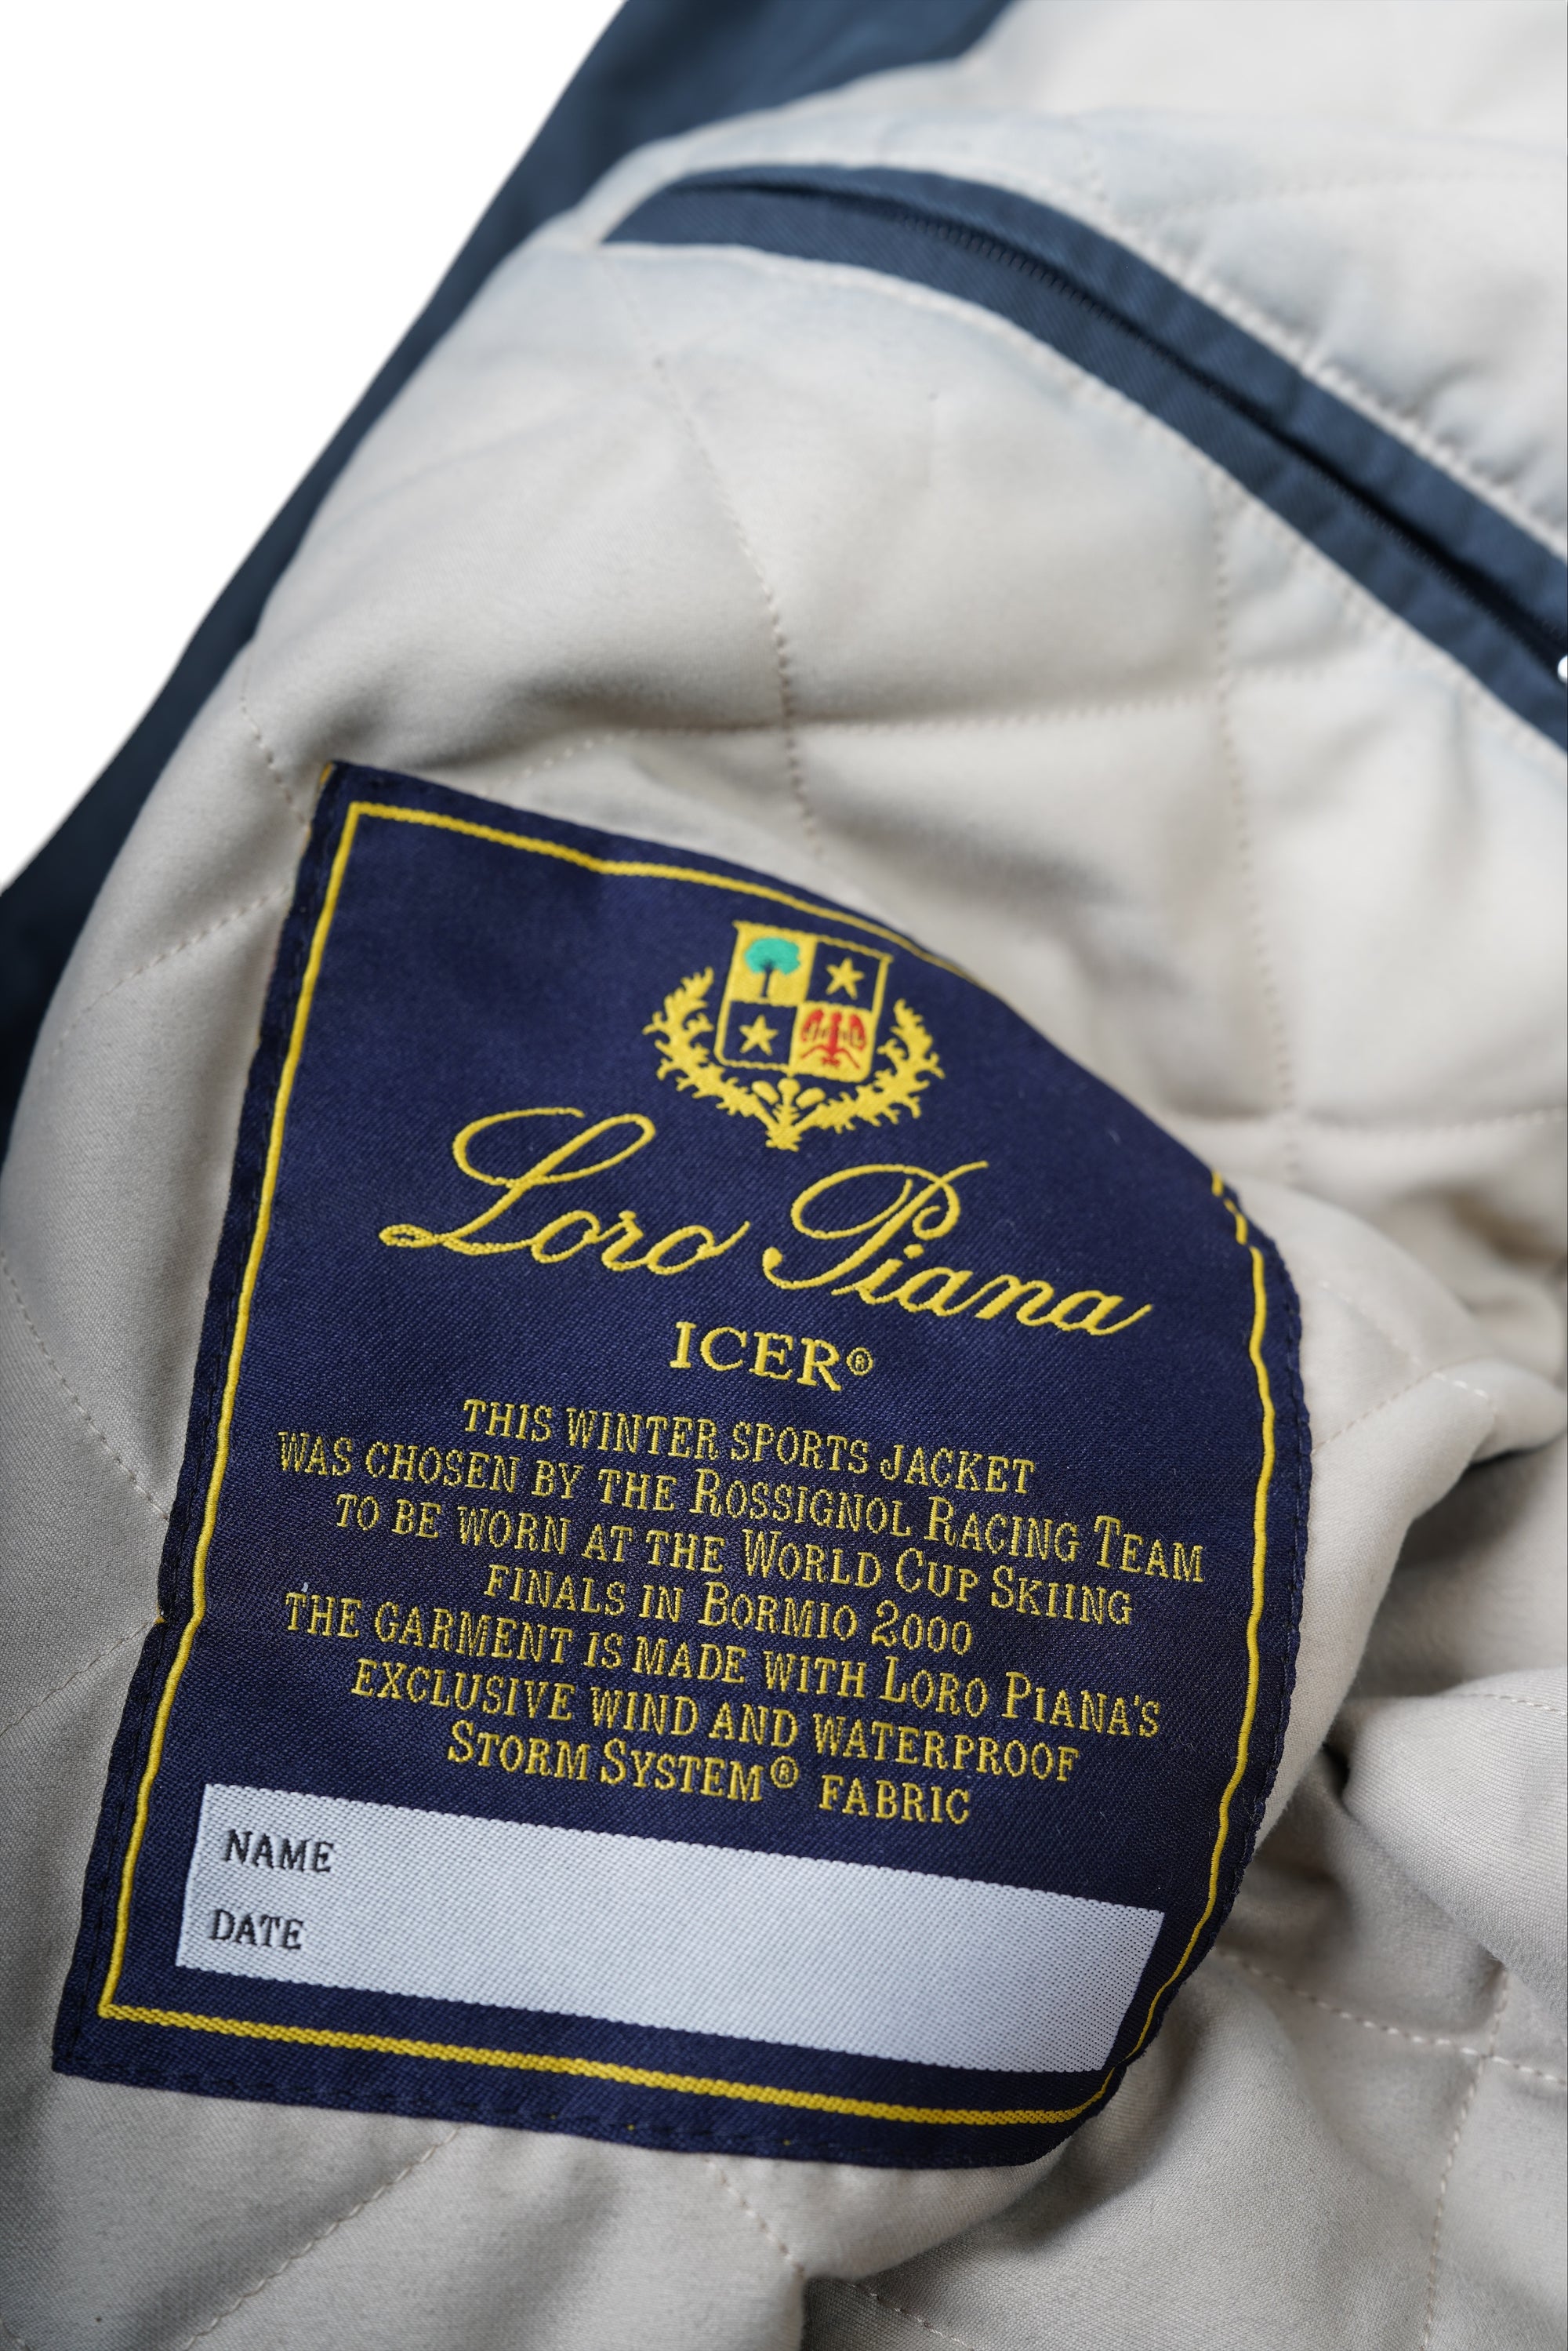 Loro Piana
ICER®
THIS WINTER SPORTS JACKET
WAS CHOSEN BY THE ROSSIGNOL RACING TEAM
TO BE WORN AT THE WORLD CUP SKIING
FINALS IN BORMIO 2000
THE GARMENT IS MADE WITH LORO PIANA'S
EXCLUSIVE WIND AND WATERPROOF
STORM SYSTEM® FABRIC
NAME
DATE